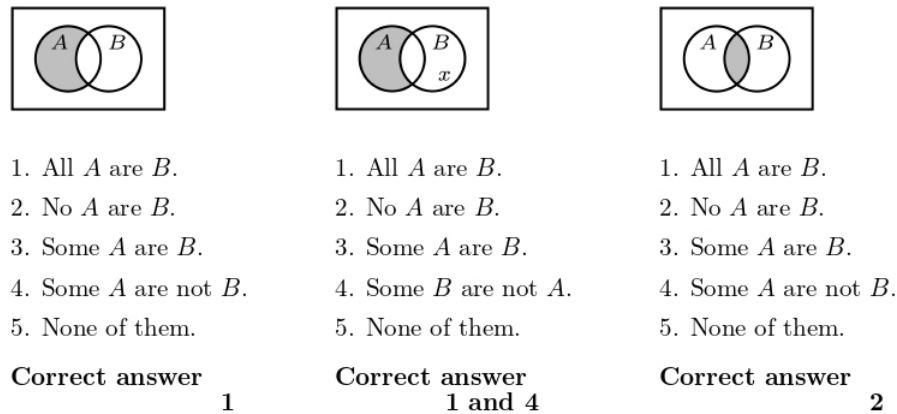 A B
1. All A are B.
2. No A are B.
3. Some A are B.
4. Some A are not B.
5. None of them.
Correct answer
1
A B
x
1. All A are B.
2. No A are B.
3. Some A are B.
4. Some B are not A.
5. None of them.
Correct answer
1 and 4
A B
1. All A are B.
2. No A are B.
3. Some A are B.
4. Some A are not B.
5. None of them.
Correct answer
2